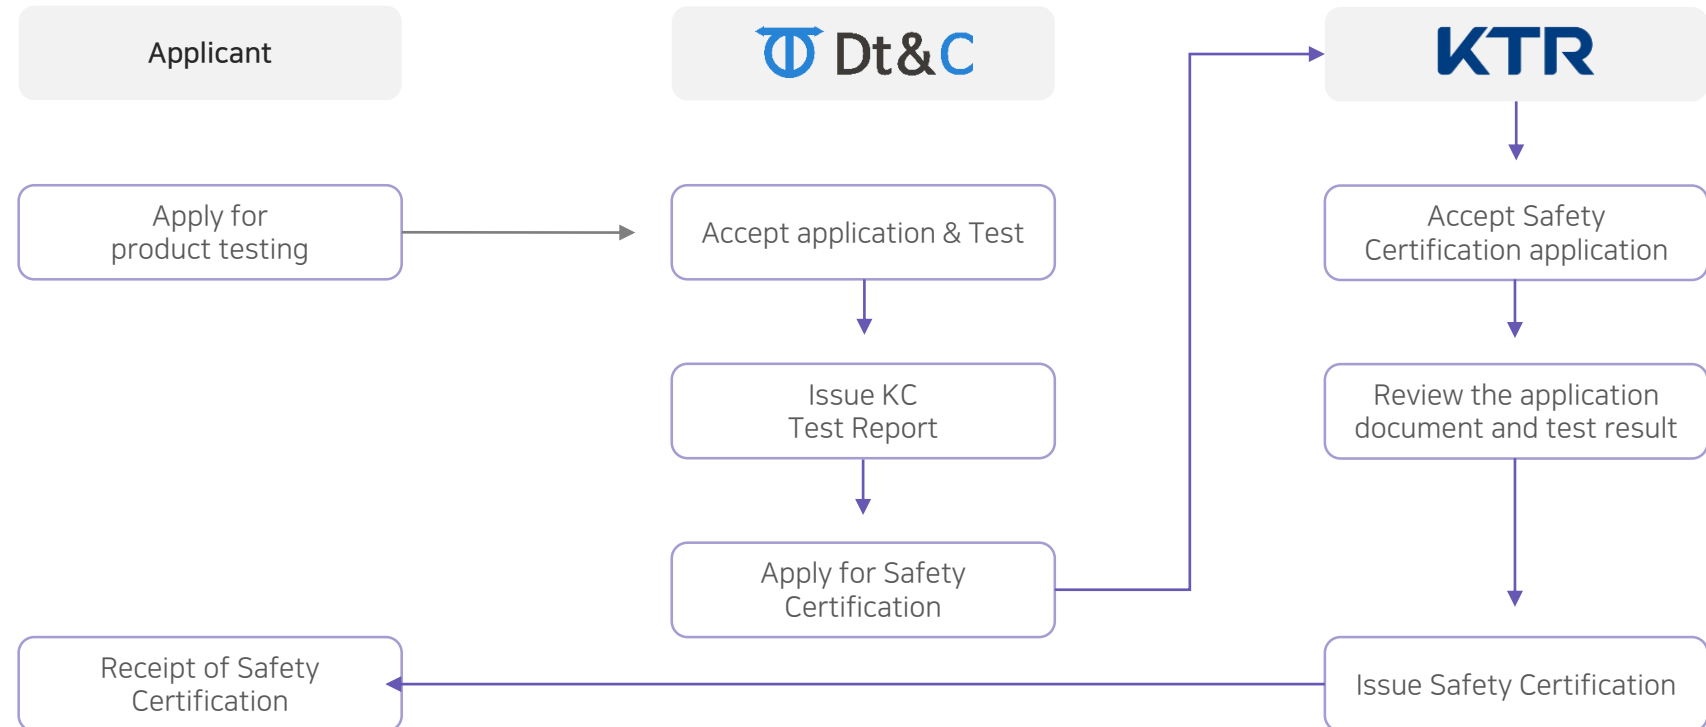 Applicant
Dt&C
KTR
Apply for
product testing
Accept application & Test
Accept Safety
Certification application
Issue KC
Test Report
Review the application
document and test result
Apply for Safety
Certification
Receipt of Safety
Certification
Issue Safety Certification